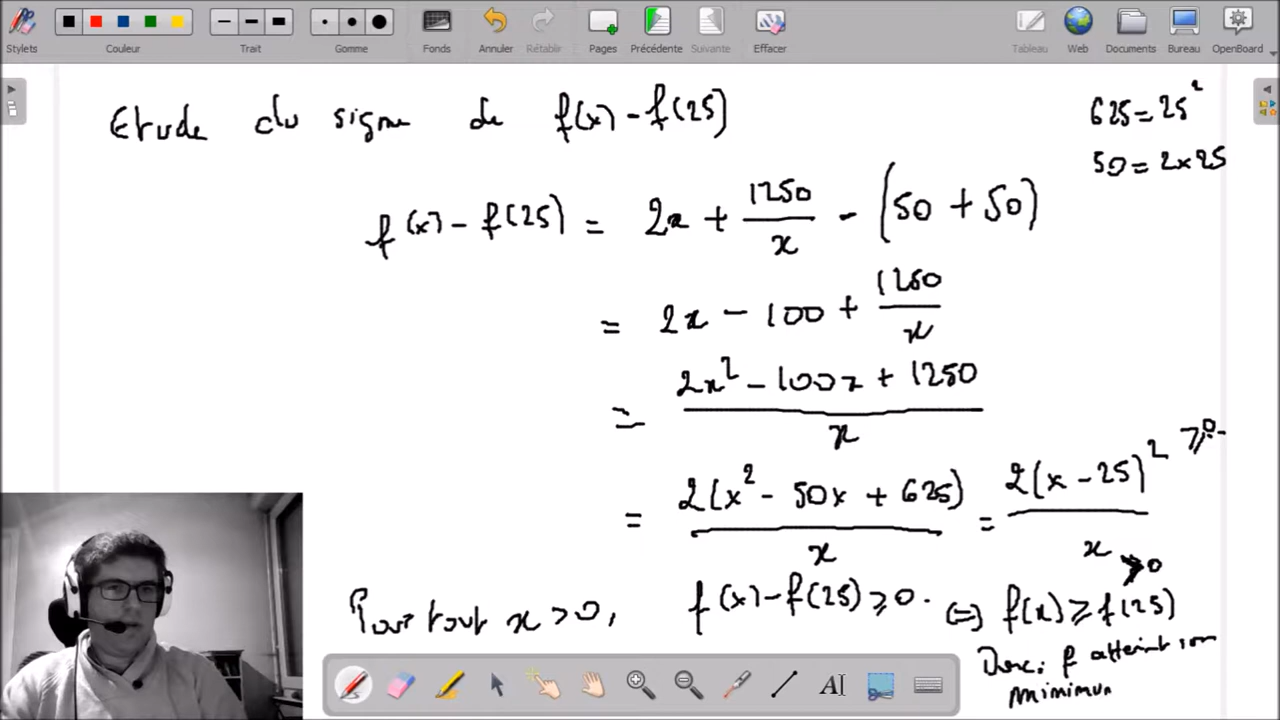 Stylets Couleur Trait Gomme Fonds Annuler Rétablir Pages Précédente Suivante Effacer Tableau Web Documents Bureau OpenBoard
Etude du signe de f(x) - f(25)
625 = 25²
50 = 2×25
f(x) - f(25) = 2x + 1250/x - (50 + 50)
= 2x - 100 + 1250/x
= (2x² - 100x + 1250)/x
= 2(x² - 50x + 625)/x = 2(x - 25)²/x
≥0
>0
Pour tout x > 0, f(x) - f(25) ≥ 0. ⇔ f(x) ≥ f(25)
Donc: f atteint son
minimum